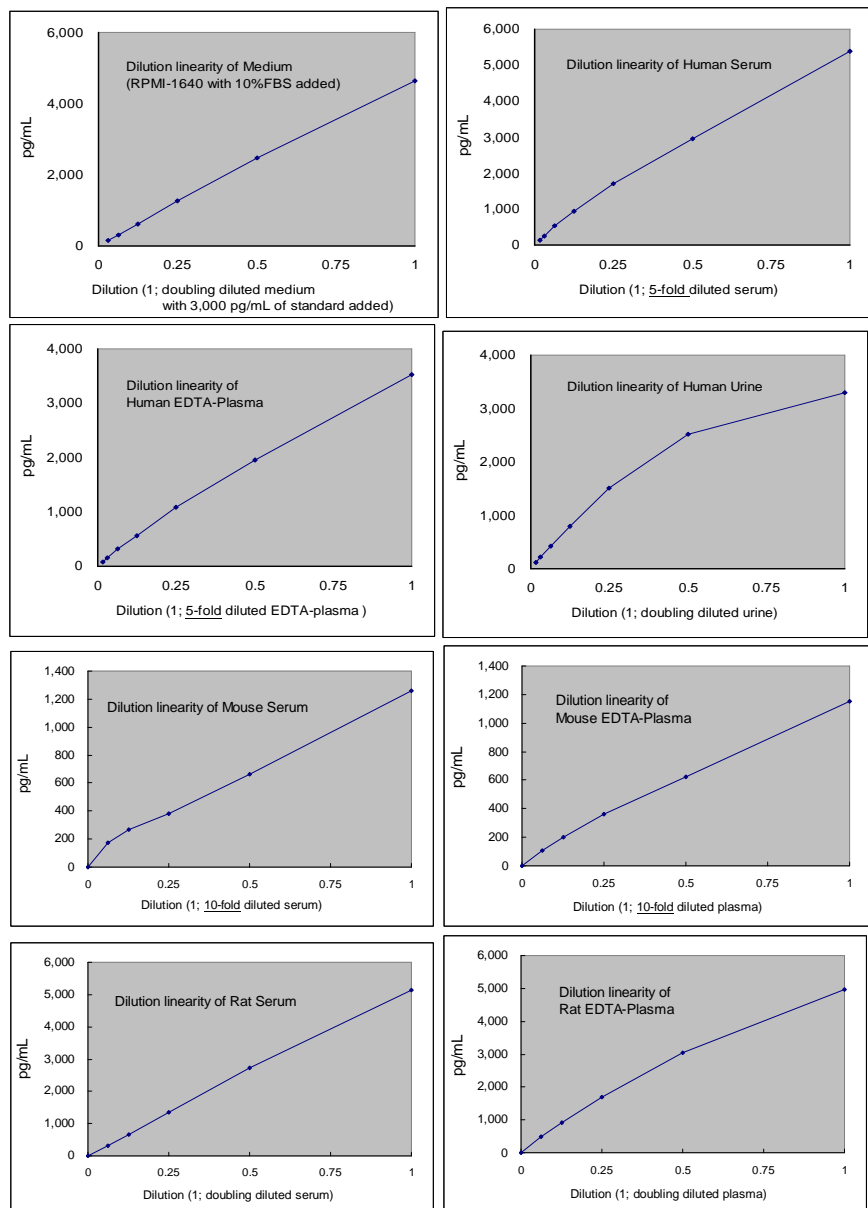 6,000
4,000
2,000
0
pg/mL
Dilution linearity of Medium
(RPMI-1640 with 10%FBS added)
0 0.25 0.5 0.75 1
Dilution (1; doubling diluted medium
with 3,000 pg/mL of standard added)
6,000
5,000
4,000
3,000
2,000
1,000
0
pg/mL
Dilution linearity of Human Serum
0 0.25 0.5 0.75 1
Dilution (1; 5-fold diluted serum)
4,000
3,000
2,000
1,000
0
pg/mL
Dilution linearity of
Human EDTA-Plasma
0 0.25 0.5 0.75 1
Dilution (1; 5-fold diluted EDTA-plasma )
4,000
3,000
2,000
1,000
0
pg/mL
Dilution linearity of Human Urine
0 0.25 0.5 0.75 1
Dilution (1; doubling diluted urine)
1,400
1,200
1,000
800
600
400
200
0
pg/mL
Dilution linearity of Mouse Serum
0 0.25 0.5 0.75 1
Dilution (1; 10-fold diluted serum)
1,400
1,200
1,000
800
600
400
200
0
pg/mL
Dilution linearity of
Mouse EDTA-Plasma
0 0.25 0.5 0.75 1
Dilution (1; 10-fold diluted plasma)
6,000
5,000
4,000
3,000
2,000
1,000
0
pg/mL
Dilution linearity of Rat Serum
0 0.25 0.5 0.75 1
Dilution (1; doubling diluted serum)
6,000
5,000
4,000
3,000
2,000
1,000
0
pg/mL
Dilution linearity of
Rat EDTA-Plasma
0 0.25 0.5 0.75 1
Dilution (1; doubling diluted plasma)